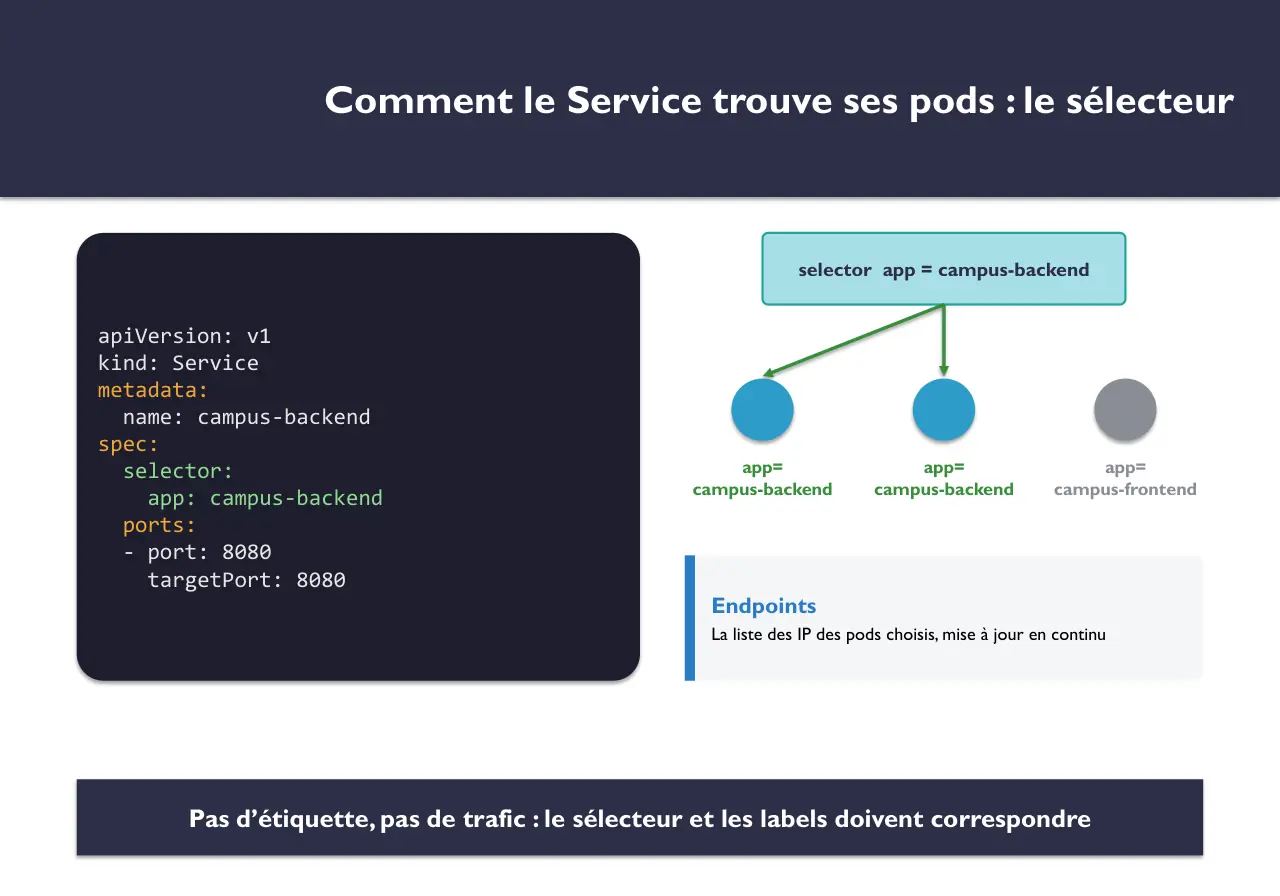 Comment le Service trouve ses pods : le sélecteur
apiVersion: v1
kind: Service
metadata:
  name: campus-backend
spec:
  selector:
    app: campus-backend
  ports:
  - port: 8080
    targetPort: 8080
selector  app = campus-backend
app=
campus-backend
app=
campus-backend
app=
campus-frontend
Endpoints
La liste des IP des pods choisis, mise à jour en continu
Pas d’étiquette, pas de trafic : le sélecteur et les labels doivent correspondre